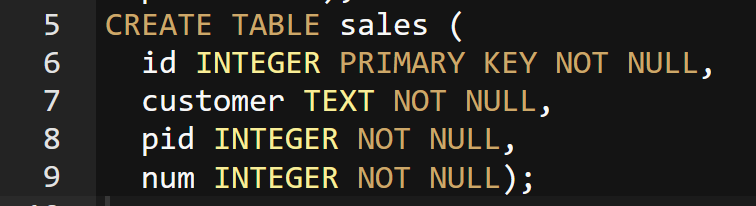 5 CREATE TABLE sales (
6 id INTEGER PRIMARY KEY NOT NULL,
7 customer TEXT NOT NULL,
8 pid INTEGER NOT NULL,
9 num INTEGER NOT NULL);